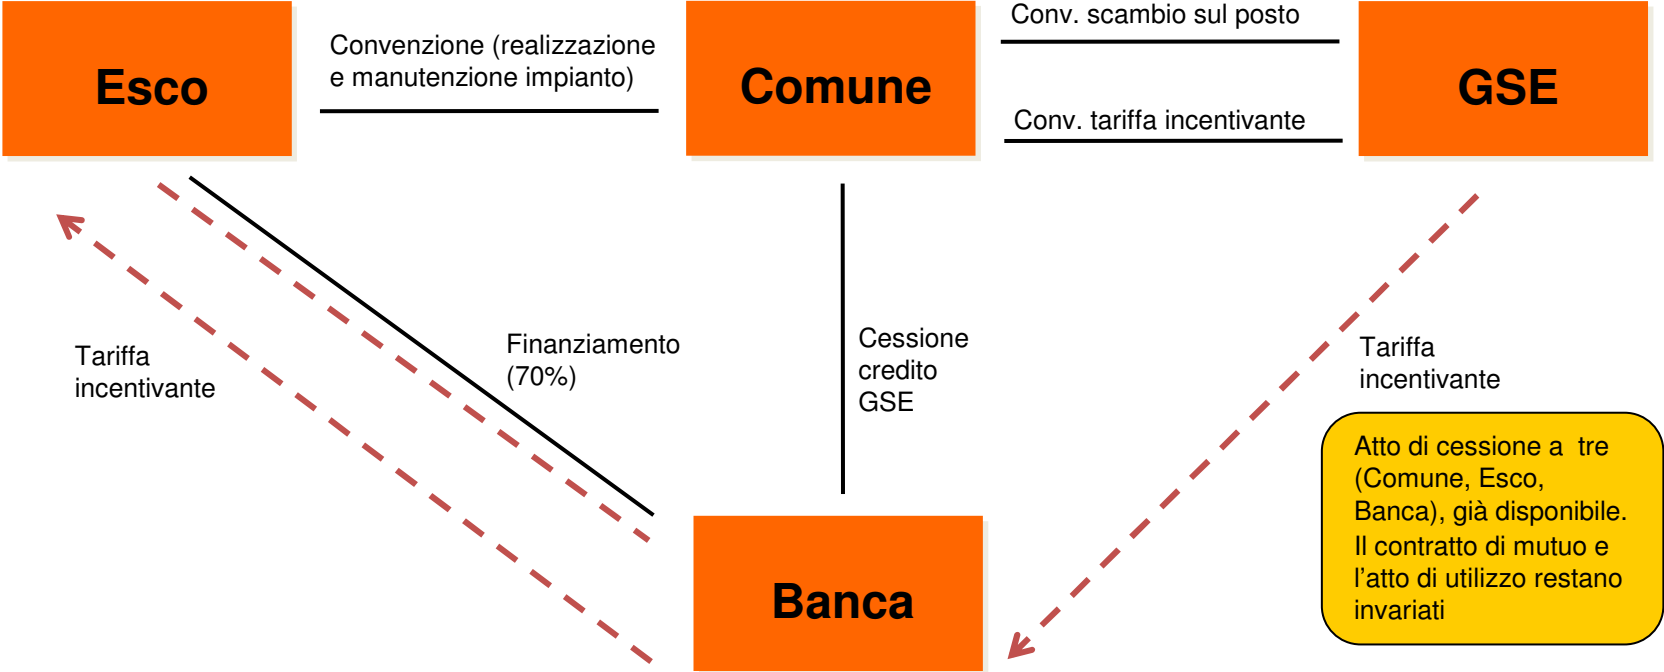 Conv. scambio sul posto
Convenzione (realizzazione
e manutenzione impianto)
Esco
Comune
GSE
Conv. tariffa incentivante
Tariffa
incentivante
Finanziamento
(70%)
Cessione
credito
GSE
Tariffa
incentivante
Atto di cessione a tre
(Comune, Esco,
Banca), già disponibile.
Il contratto di mutuo e
l'atto di utilizzo restano
invariati
Banca